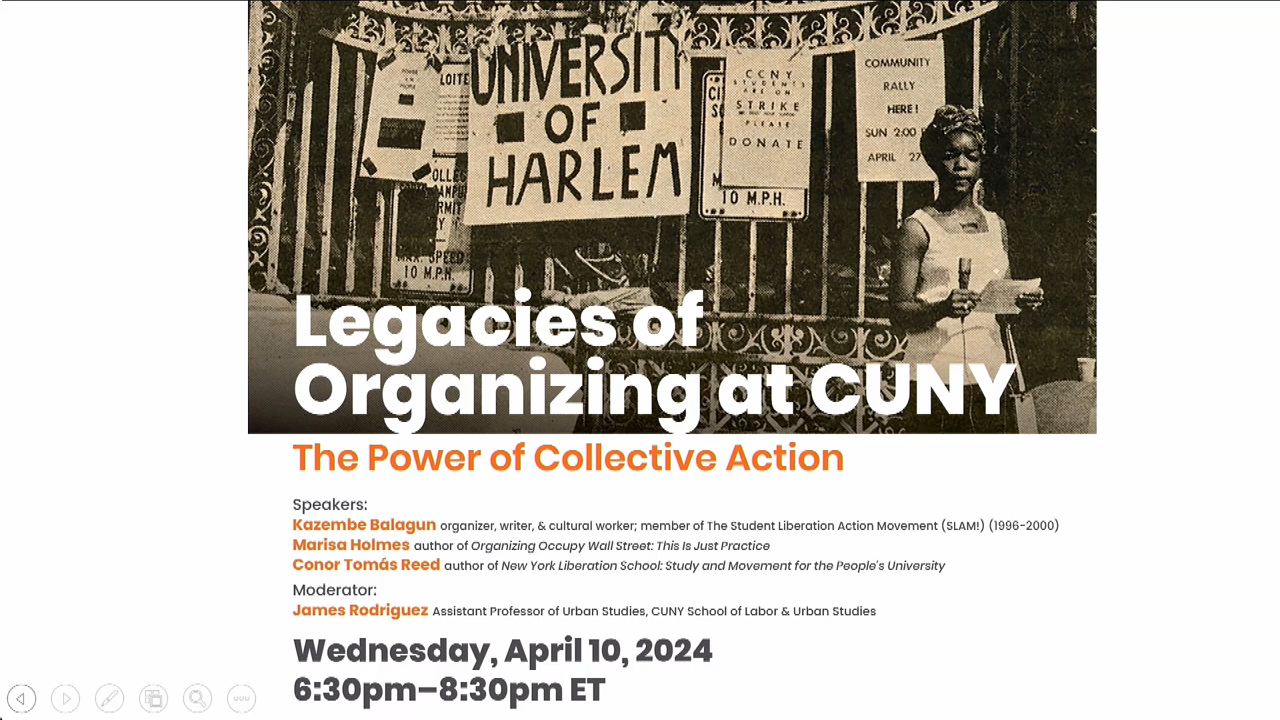 UNIVERSITY
OF
HARLEM
LOITE
CCNY
STUDENTS
ARE ON
STRIKE
PLEASE
DONATE
10 M.P.H.
COMMUNITY
RALLY
HERE!
SUN 2:00
APRIL 27
MAX. SPEED
10 M.P.H.
Legacies of
Organizing at CUNY
The Power of Collective Action
Speakers:
Kazembe Balagun organizer, writer, & cultural worker; member of The Student Liberation Action Movement (SLAM!) (1996-2000)
Marisa Holmes author of Organizing Occupy Wall Street: This Is Just Practice
Conor Tomás Reed author of New York Liberation School: Study and Movement for the People's University
Moderator:
James Rodriguez Assistant Professor of Urban Studies, CUNY School of Labor & Urban Studies
Wednesday, April 10, 2024
6:30pm–8:30pm ET